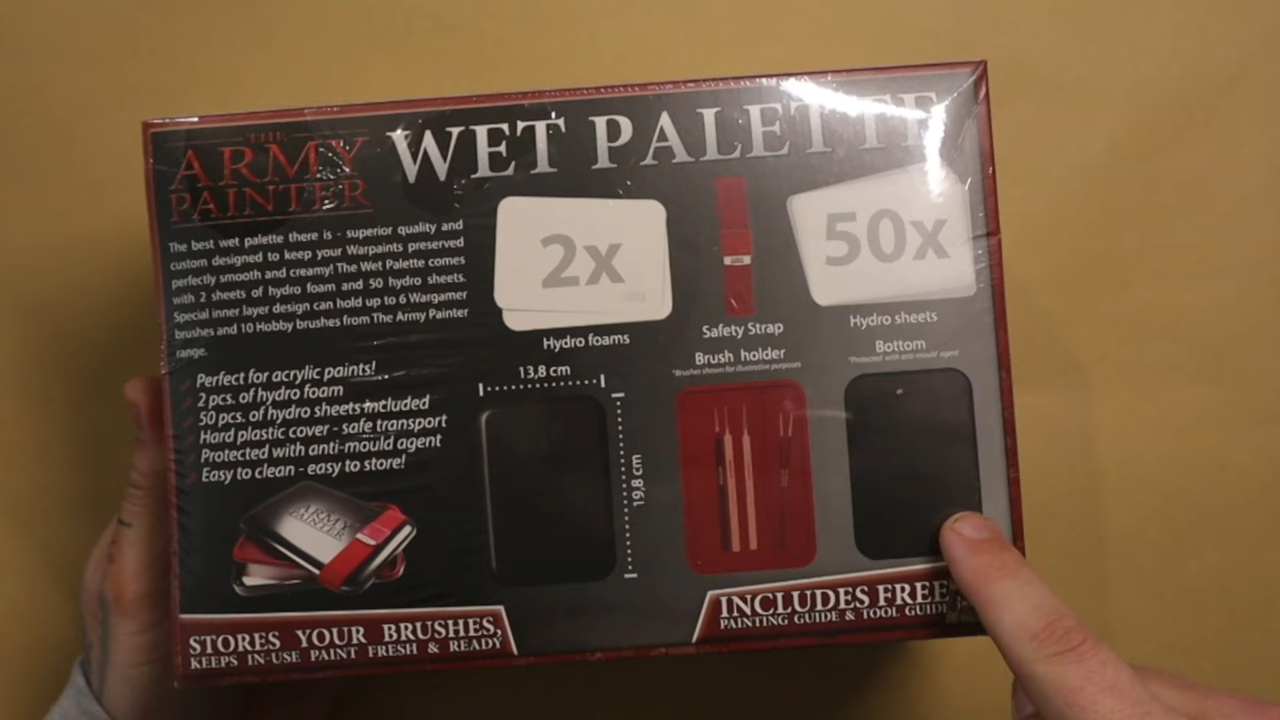 THE
ARMY
PAINTER
WET PALETTE
The best wet palette there is - superior quality and
custom designed to keep your Warpaints preserved
perfectly smooth and creamy! The Wet Palette comes
with 2 sheets of hydro foam and 50 hydro sheets.
Special inner layer design can hold up to 6 Wargamer
brushes and 10 Hobby brushes from The Army Painter
range.
Perfect for acrylic paints!
2 pcs. of hydro foam
50 pcs. of hydro sheets included
Hard plastic cover - safe transport
Protected with anti-mould agent
Easy to clean - easy to store!
ARMY
PAINTER
STORES YOUR BRUSHES,
KEEPS IN-USE PAINT FRESH & READY
2x
Hydro foams
Safety Strap
50x
Hydro sheets
13,8 cm
19,8 cm
Brush holder
*Brushes shown for illustrative purposes
Bottom
*Protected with anti-mould agent
INCLUDES FREE
PAINTING GUIDE & TOOL GUIDE